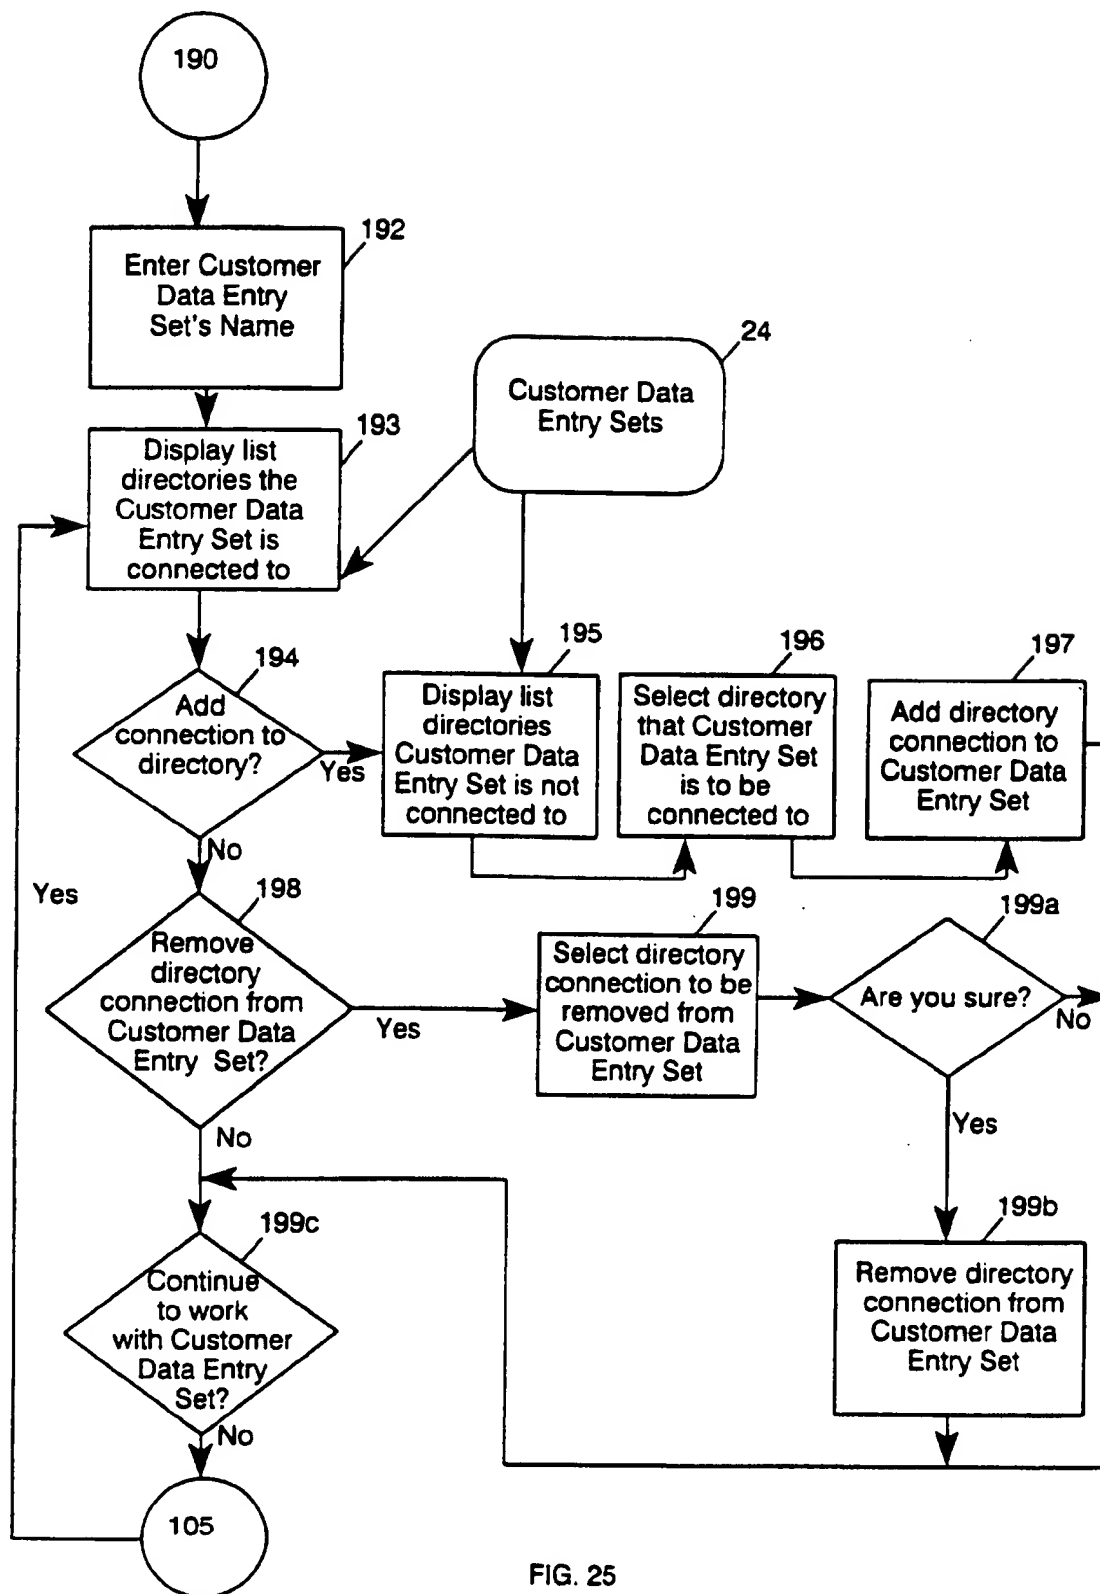 190
192
Enter Customer
Data Entry
Set's Name
24
Customer Data
Entry Sets
193
Display list
directories the
Customer Data
Entry Set is
connected to
194
Add
connection to
directory?
Yes
No
195
Display list
directories
Customer Data
Entry Set is not
connected to
196
Select directory
that Customer
Data Entry Set
is to be
connected to
197
Add directory
connection to
Customer Data
Entry Set
Yes
198
Remove
directory
connection from
Customer Data
Entry Set?
Yes
No
199
Select directory
connection to be
removed from
Customer Data
Entry Set
199a
Are you sure?
No
Yes
199b
Remove directory
connection from
Customer Data
Entry Set
199c
Continue
to work
with Customer
Data Entry
Set?
No
105
FIG. 25